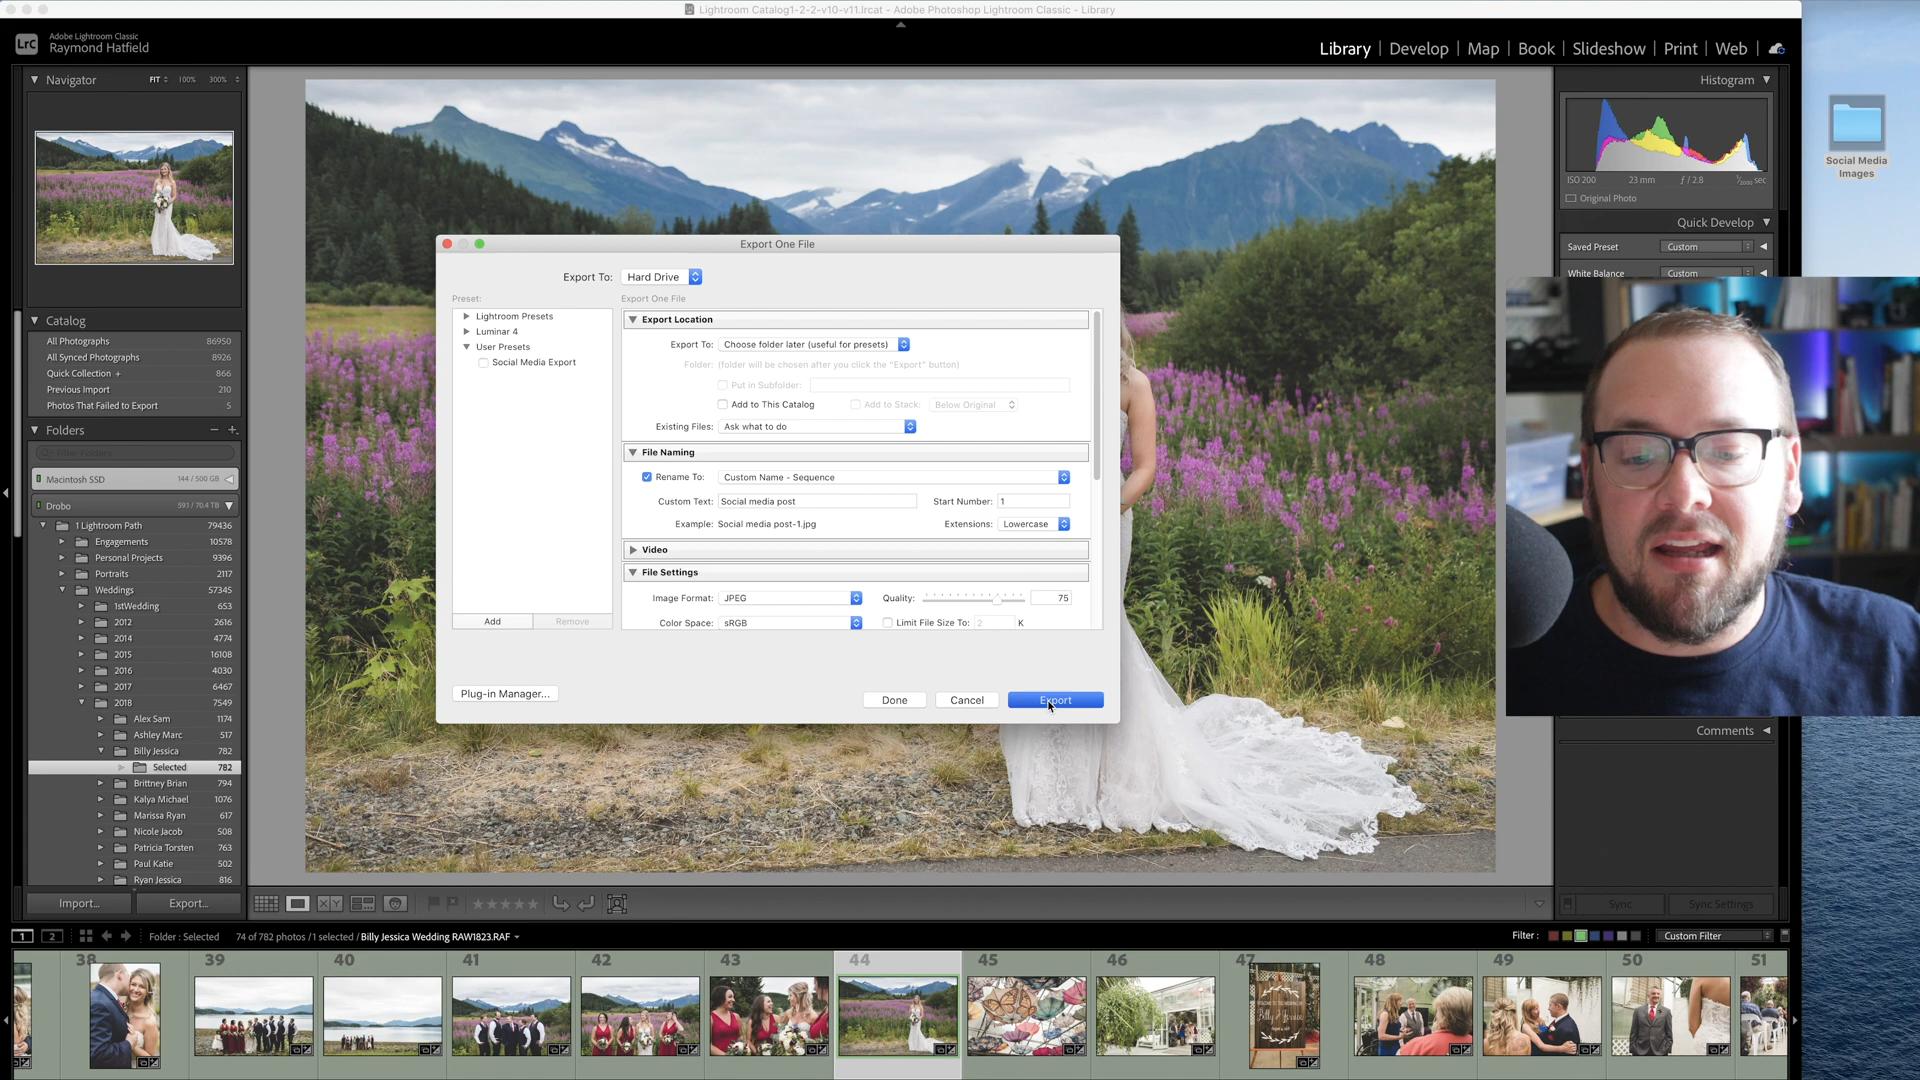 Lightroom Catalog1-2-2-v10-v11.lrcat - Adobe Photoshop Lightroom Classic - Library
LrC
Adobe Lightroom Classic
Raymond Hatfield
Library | Develop | Map | Book | Slideshow | Print | Web
Navigator FIT 100% 300%
Histogram
ISO 200 23 mm ƒ / 2.8
Original Photo
Quick Develop
Saved Preset Custom
White Balance Custom
Social Media
Images
Catalog
All Photographs 86950
All Synced Photographs 8926
Quick Collection + 866
Previous Import 210
Photos That Failed to Export 5
Folders
Filter Folders
Macintosh SSD 144 / 500 GB
Drobo 59.1 / 70.4 TB
1 Lightroom Path 79436
Engagements 10578
Personal Projects 9396
Portraits 2117
Weddings 57345
1stWedding 653
2012 2616
2014 4774
2015 16108
2016 4030
2017 6467
2018 7549
Alex Sam 1174
Ashley Marc 517
Billy Jessica 782
Selected 782
Brittney Brian 794
Kalya Michael 1076
Marissa Ryan 617
Nicole Jacob 508
Patricia Torsten 763
Paul Katie 502
Ryan Jessica 816
Import... Export...
Export One File
Export To: Hard Drive
Preset:
Lightroom Presets
Luminar 4
User Presets
Social Media Export
Add Remove
Export One File
Export Location
Export To: Choose folder later (useful for presets)
Folder: (folder will be chosen after you click the "Export" button)
Put in Subfolder:
Add to This Catalog Add to Stack: Below Original
Existing Files: Ask what to do
File Naming
Rename To: Custom Name - Sequence
Custom Text: Social media post Start Number: 1
Example: Social media post-1.jpg Extensions: Lowercase
Video
File Settings
Image Format: JPEG Quality: 75
Color Space: sRGB Limit File Size To: 2 K
Plug-in Manager... Done Cancel Export
Comments
Sync Sync Settings
1 2 Folder : Selected 74 of 782 photos / 1 selected / Billy Jessica Wedding RAW1823.RAF Filter : Custom Filter
38 39 40 41 42 43 44 45 46 47 48 49 50 51